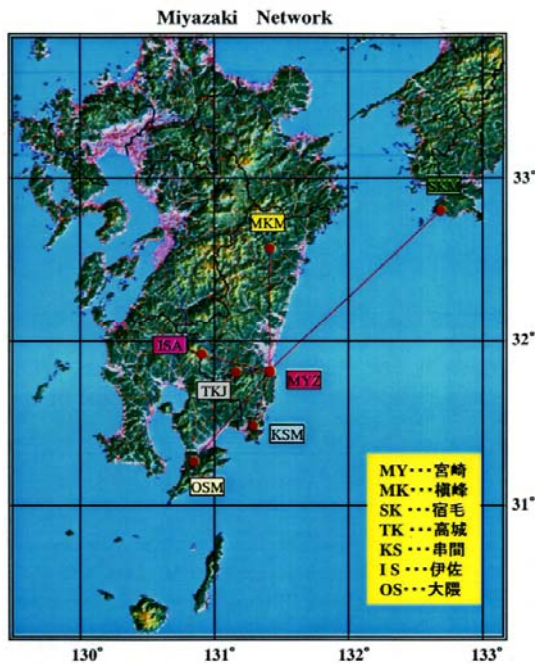 Miyazaki Network
SKM
33°
MKM
ISA
32°
TKJ
MYZ
KSM
OSM
31°
MY･･･宮崎
MK･･･槇峰
SK･･･宿毛
TK･･･高城
KS･･･串間
I S･･･伊佐
OS･･･大隈
130°
131°
132°
133°